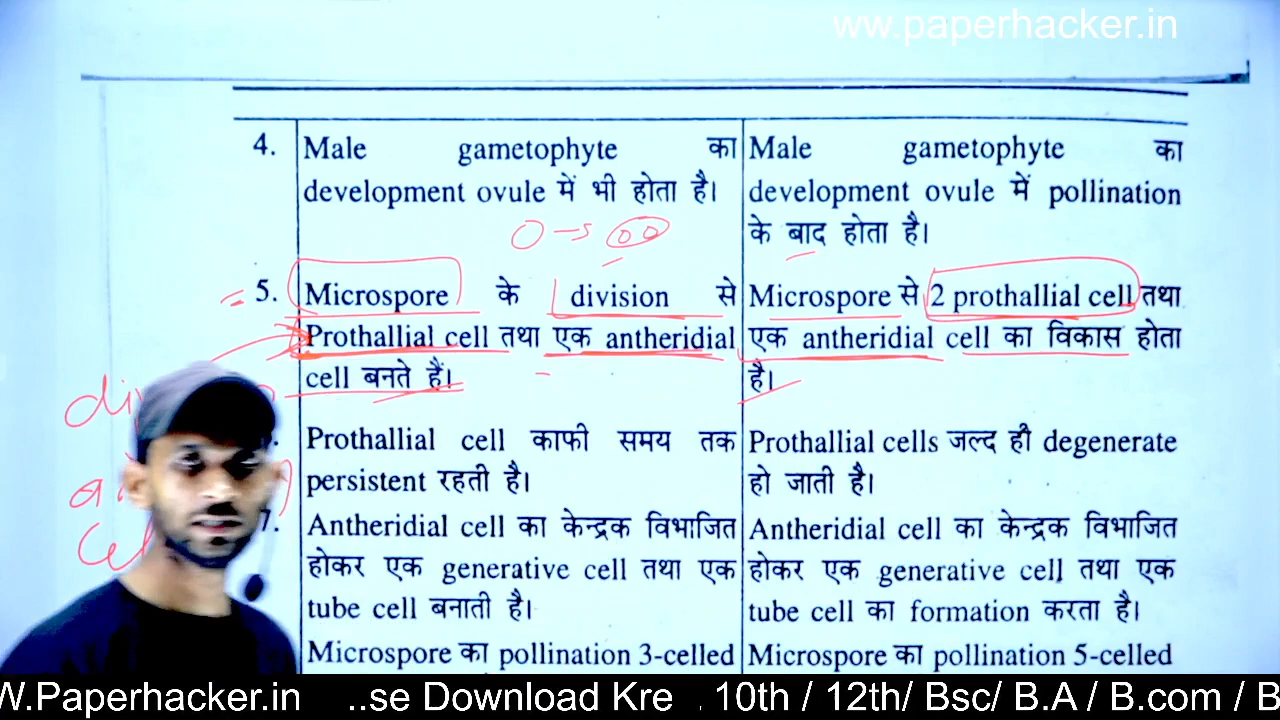 ww.paperhacker.in
4. Male gametophyte का
development ovule में भी होता है।
Male gametophyte का
development ovule में pollination
के बाद होता है।
5. Microspore के division से
Prothallial cell तथा एक antheridial
cell बनते हैं।
Microspore से 2 prothallial cell तथा
एक antheridial cell का विकास होता
है।
Prothallial cell काफी समय तक
persistent रहती है।
Prothallial cells जल्द ही degenerate
हो जाती है।
7. Antheridial cell का केन्द्रक विभाजित
होकर एक generative cell तथा एक
tube cell बनाती है।
Antheridial cell का केन्द्रक विभाजित
होकर एक generative cell तथा एक
tube cell का formation करता है।
Microspore का pollination 3-celled
Microspore का pollination 5-celled
W.Paperhacker.in ..se Download Kre . 10th / 12th/ Bsc/ B.A / B.com / B